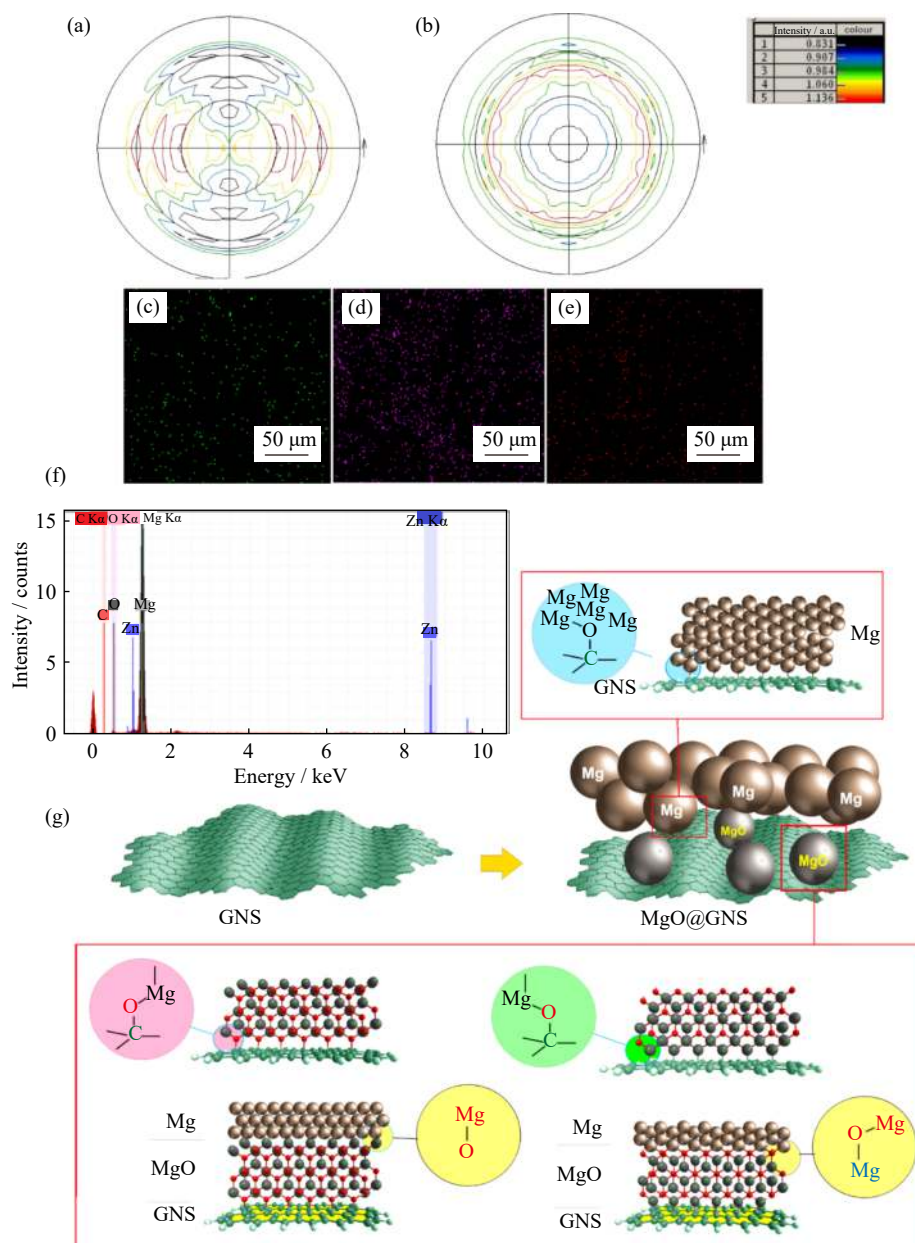 (a)
(b)
Intensity / a.u. colour
1 0.831
2 0.907
3 0.984
4 1.060
5 1.136
(c)
(d)
(e)
50 μm
50 μm
50 μm
(f)
15
10
5
0
Intensity / counts
C Kα O Kα Mg Kα
Zn Kα
C
O
Mg
Zn
Zn
0 2 4 6 8 10
Energy / keV
Mg
Mg Mg
Mg Mg
Mg
O
C
GNS
Mg
(g)
GNS
Mg
Mg
Mg
Mg
MgO
MgO
MgO@GNS
Mg
O
C
Mg
O
C
Mg
MgO
GNS
Mg
O
Mg
MgO
GNS
O Mg
Mg